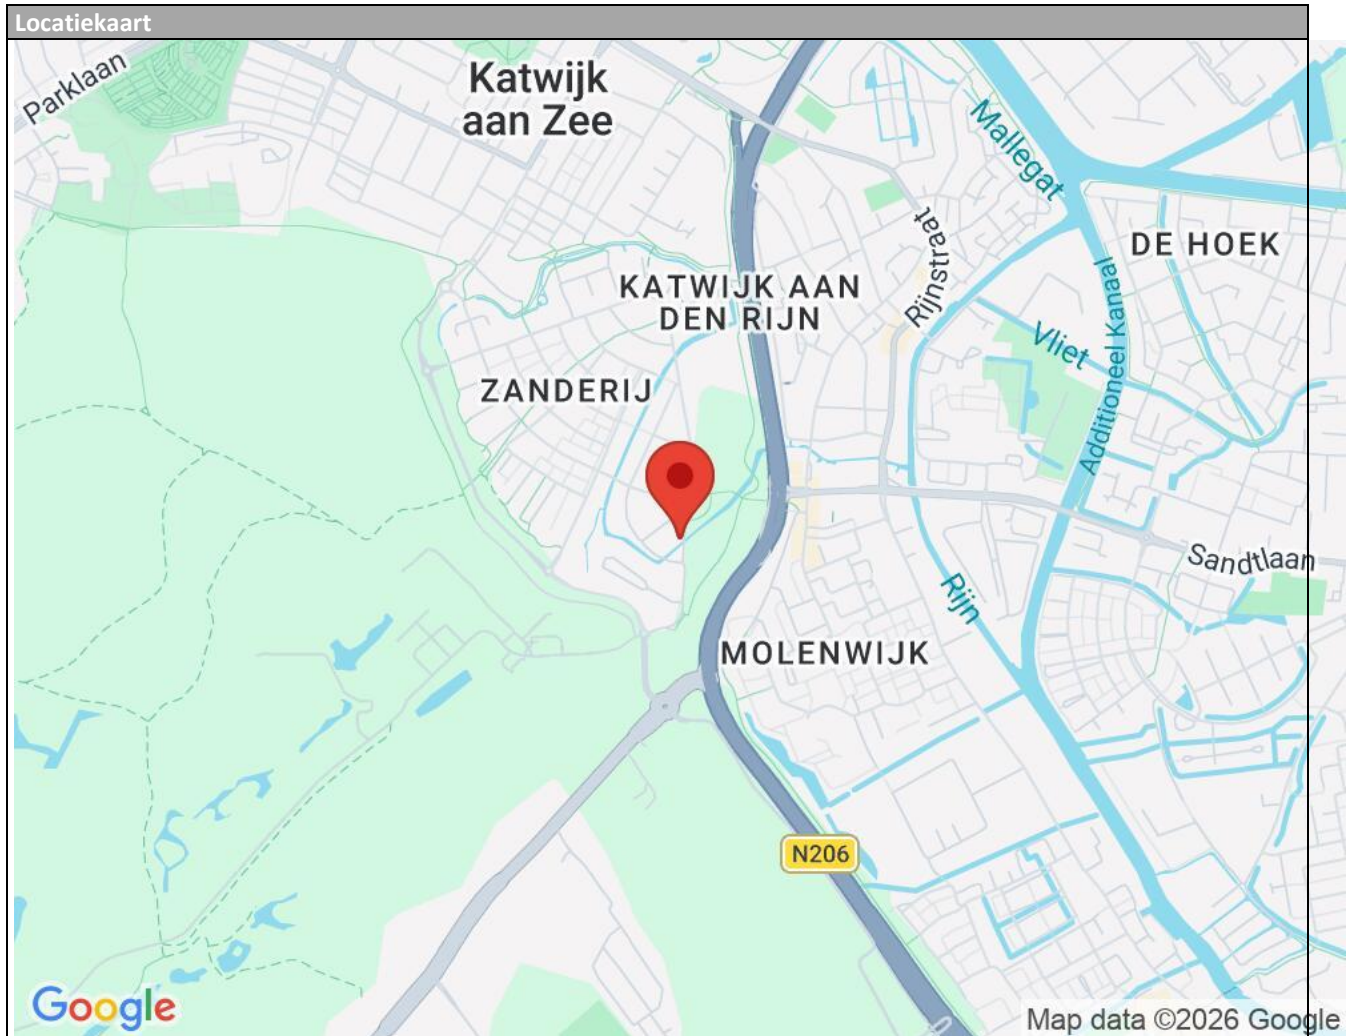 Locatiekaart
Parklaan
Katwijk
aan Zee
Mallegat
Rijnstraat
DE HOEK
KATWIJK AAN
DEN RIJN
Vliet
Additioneel Kanaal
ZANDERIJ
Sandtlaan
Rijn
MOLENWIJK
N206
Google
Map data ©2026 Google